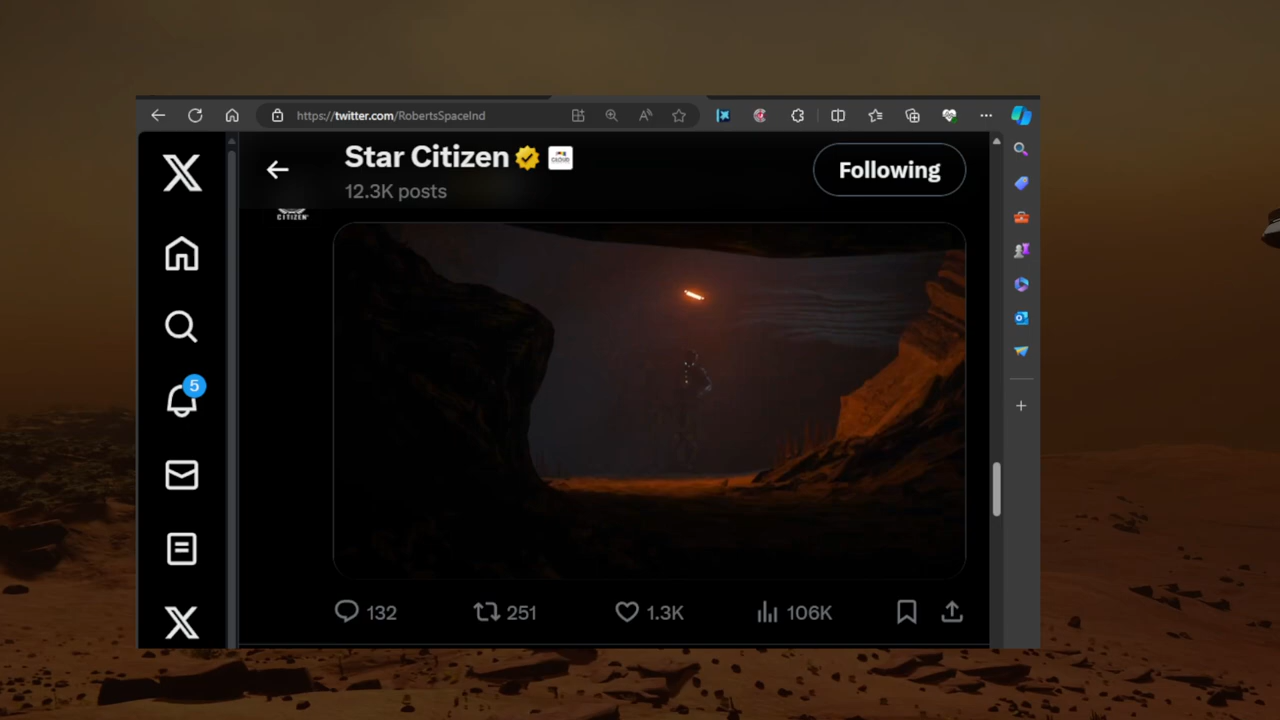 https://twitter.com/RobertsSpaceInd
Star Citizen
12.3K posts
Following
CITIZEN
5
132
251
1.3K
106K